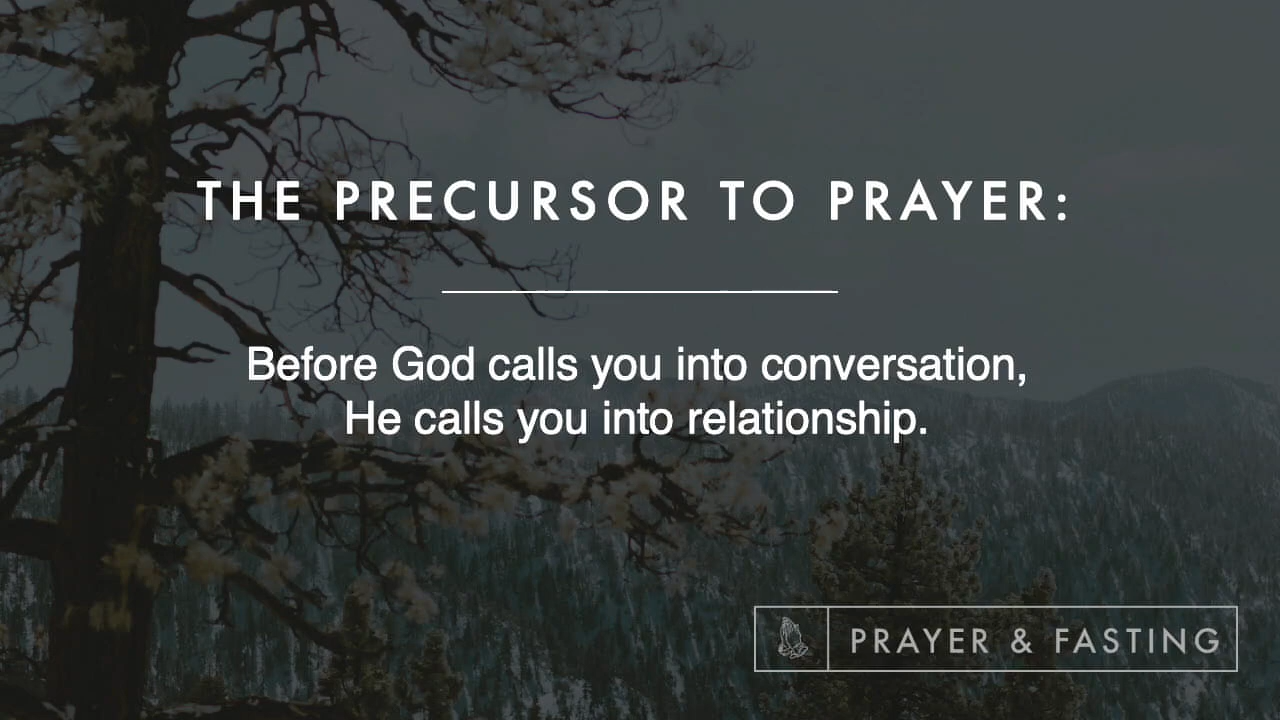 THE PRECURSOR TO PRAYER:
Before God calls you into conversation,
He calls you into relationship.
PRAYER & FASTING